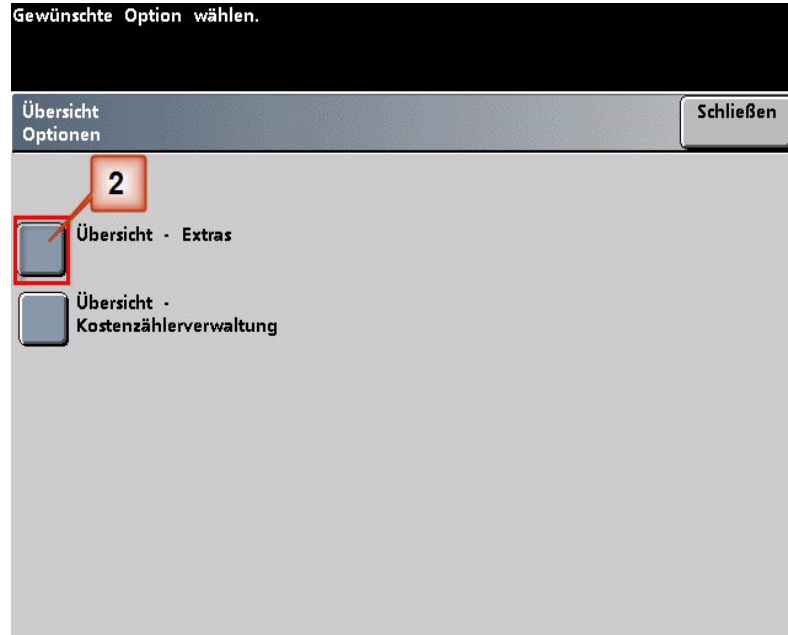 Gewünschte Option wählen.
Übersicht
Optionen
Schließen
2
Übersicht - Extras
Übersicht -
Kostenzählerverwaltung